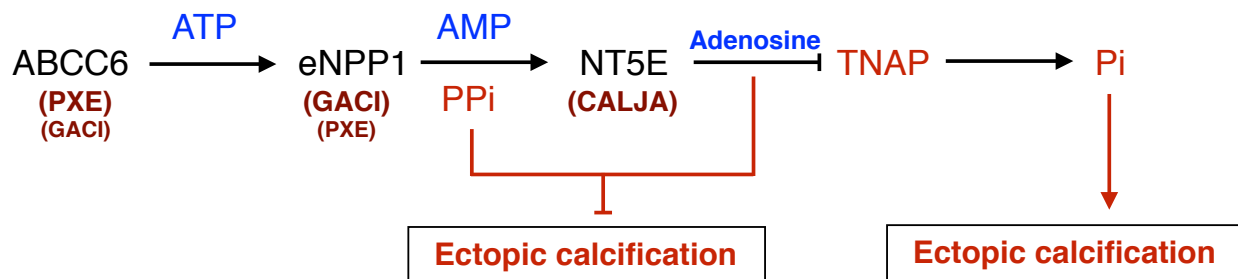 ATP AMP Adenosine
ABCC6 eNPP1 NT5E TNAP Pi
(PXE) (GACI) PPi (CALJA)
(GACI) (PXE)
Ectopic calcification Ectopic calcification